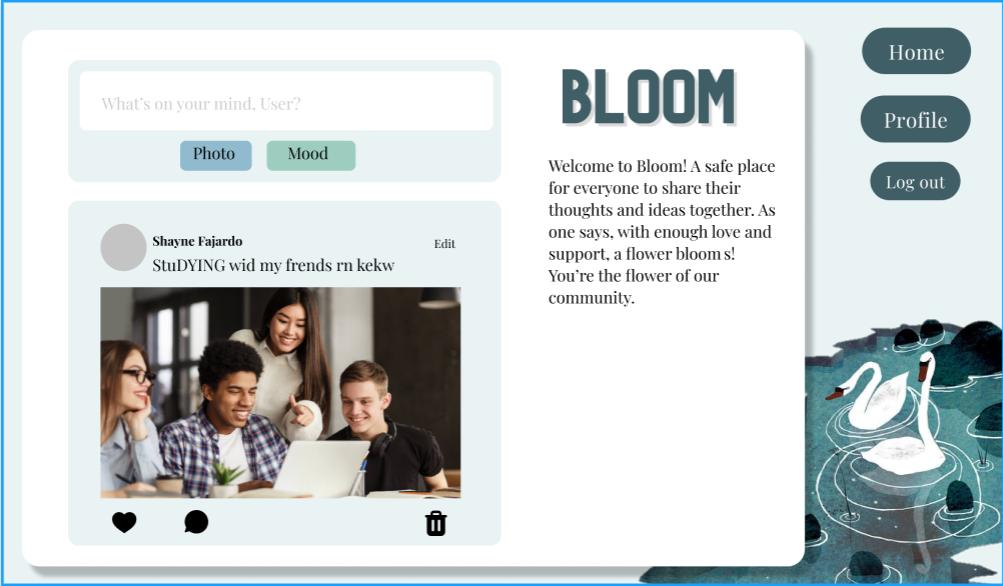 What's on your mind, User?
Photo
Mood
Shayne Fajardo
Edit
StuDYING wid my frends rn kekw
BLOOM
Welcome to Bloom! A safe place
for everyone to share their
thoughts and ideas together. As
one says, with enough love and
support, a flower blooms!
You're the flower of our
community.
Home
Profile
Log out